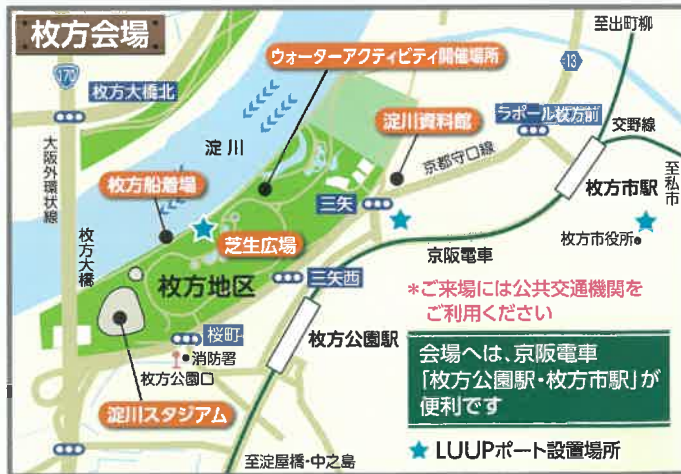 枚方会場
至出町柳
170
ウォーターアクティビティ開催場所
13
枚方大橋北
ラポール枚方前
淀川資料館
交野線
淀川
京都守口線
大阪外環状線
枚方船着場
枚方市駅
至私市
三矢
芝生広場
枚方市役所
枚方大橋
京阪電車
枚方地区
三矢西
*ご来場には公共交通機関を
ご利用ください
桜町
枚方公園駅
消防署
枚方公園口
会場へは、京阪電車
「枚方公園駅・枚方市駅」が
便利です
淀川スタジアム
★ LUUPポート設置場所
至淀屋橋・中之島